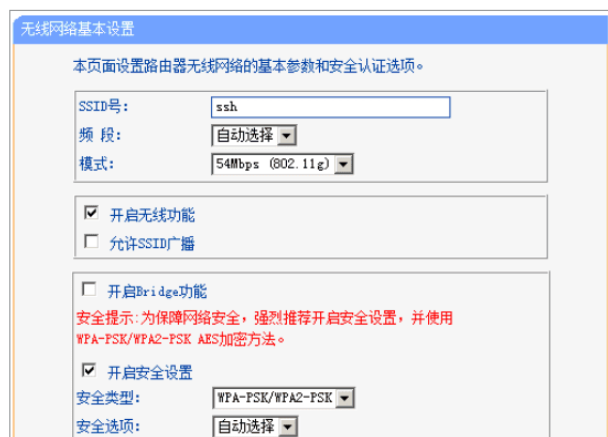 无线网络基本设置
本页面设置路由器无线网络的基本参数和安全认证选项。
SSID号: ssh
频 段: 自动选择
模式: 54Mbps (802.11g)
开启无线功能
允许SSID广播
开启Bridge功能
安全提示:为保障网络安全，强烈推荐开启安全设置，并使用
WPA-PSK/WPA2-PSK AES加密方法。
开启安全设置
安全类型: WPA-PSK/WPA2-PSK
安全选项: 自动选择